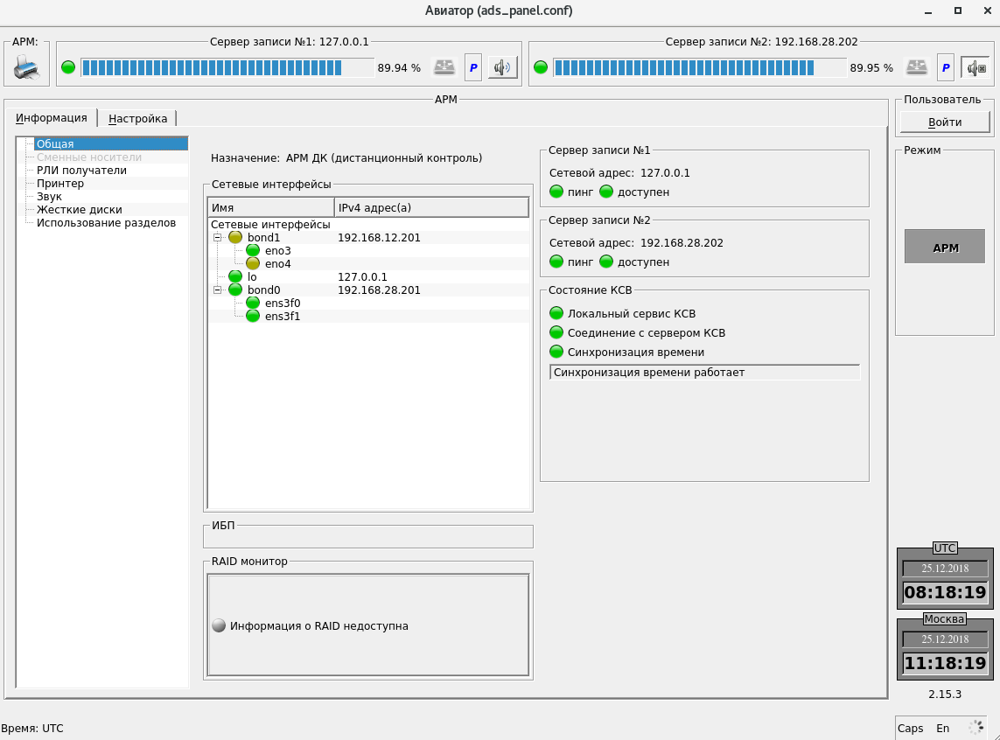 Авиатор (ads_panel.conf)
АРМ:
Сервер записи №1: 127.0.0.1
89.94 %
P
Сервер записи №2: 192.168.28.202
89.95 %
P
АРМ
Информация
Настройка
Общая
Сменные носители
РЛИ получатели
Принтер
Звук
Жесткие диски
Использование разделов
Назначение: АРМ ДК (дистанционный контроль)
Сетевые интерфейсы
Имя IPv4 адрес(а)
Сетевые интерфейсы
bond1 192.168.12.201
eno3
eno4
lo 127.0.0.1
bond0 192.168.28.201
ens3f0
ens3f1
ИБП
RAID монитор
Информация о RAID недоступна
Сервер записи №1
Сетевой адрес: 127.0.0.1
пинг доступен
Сервер записи №2
Сетевой адрес: 192.168.28.202
пинг доступен
Состояние КСВ
Локальный сервис КСВ
Соединение с сервером КСВ
Синхронизация времени
Синхронизация времени работает
Пользователь
Войти
Режим
АРМ
UTC
25.12.2018
08:18:19
Москва
25.12.2018
11:18:19
2.15.3
Время: UTC
Caps En